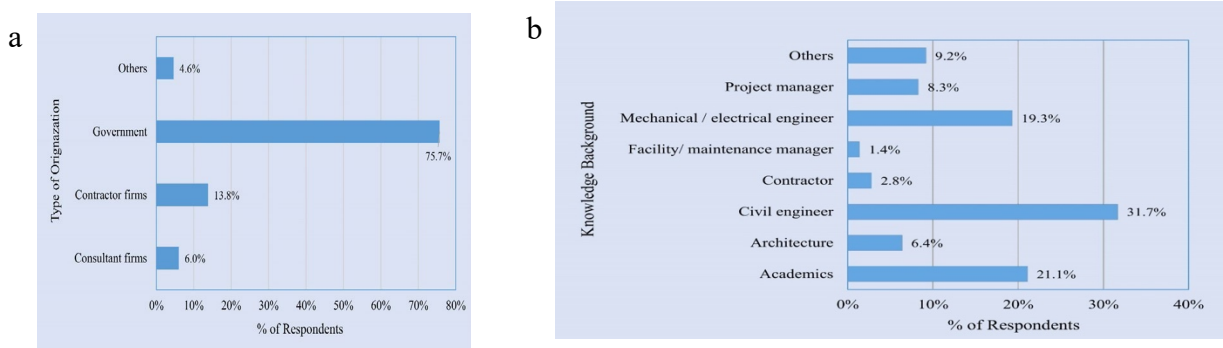 a
Type of Orignazation
Others
4.6%
Government
75.7%
Contractor firms
13.8%
Consultant firms
6.0%
0% 10% 20% 30% 40% 50% 60% 70% 80%
% of Respondents
b
Knowledge Background
Others
9.2%
Project manager
8.3%
Mechanical / electrical engineer
19.3%
Facility/ maintenance manager
1.4%
Contractor
2.8%
Civil engineer
31.7%
Architecture
6.4%
Academics
21.1%
0% 10% 20% 30% 40%
% of Respondents